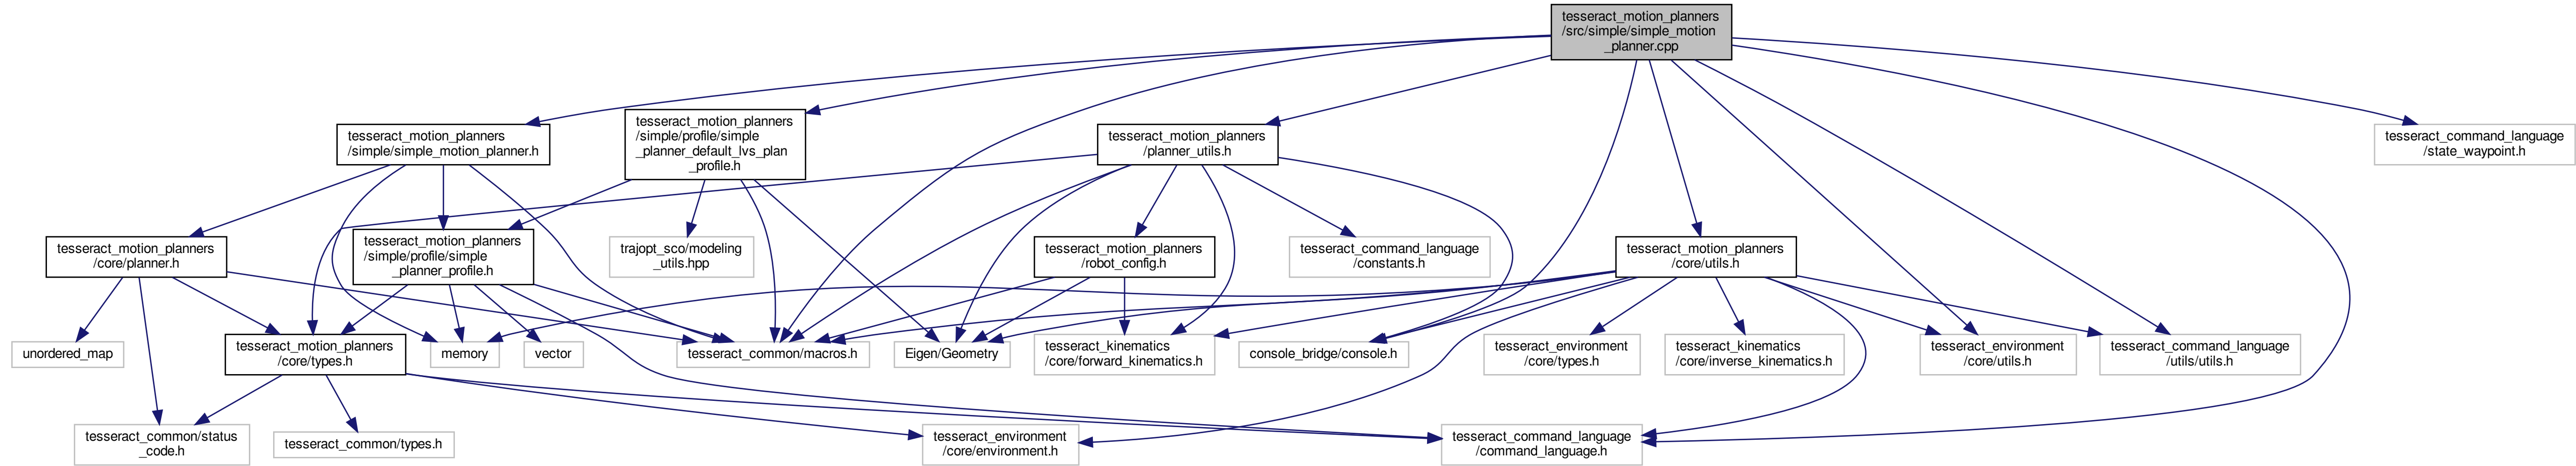 tesseract_motion_planners
/src/simple/simple_motion
_planner.cpp
tesseract_motion_planners
/simple/simple_motion_planner.h
tesseract_motion_planners
/simple/profile/simple
_planner_default_lvs_plan
_profile.h
tesseract_motion_planners
/planner_utils.h
tesseract_command_language
/state_waypoint.h
tesseract_motion_planners
/core/planner.h
tesseract_motion_planners
/simple/profile/simple
_planner_profile.h
trajopt_sco/modeling
_utils.hpp
tesseract_motion_planners
/robot_config.h
tesseract_command_language
/constants.h
tesseract_motion_planners
/core/utils.h
unordered_map
tesseract_motion_planners
/core/types.h
memory
vector
tesseract_common/macros.h
Eigen/Geometry
tesseract_kinematics
/core/forward_kinematics.h
console_bridge/console.h
tesseract_environment
/core/types.h
tesseract_kinematics
/core/inverse_kinematics.h
tesseract_environment
/core/utils.h
tesseract_command_language
/utils/utils.h
tesseract_common/status
_code.h
tesseract_common/types.h
tesseract_environment
/core/environment.h
tesseract_command_language
/command_language.h